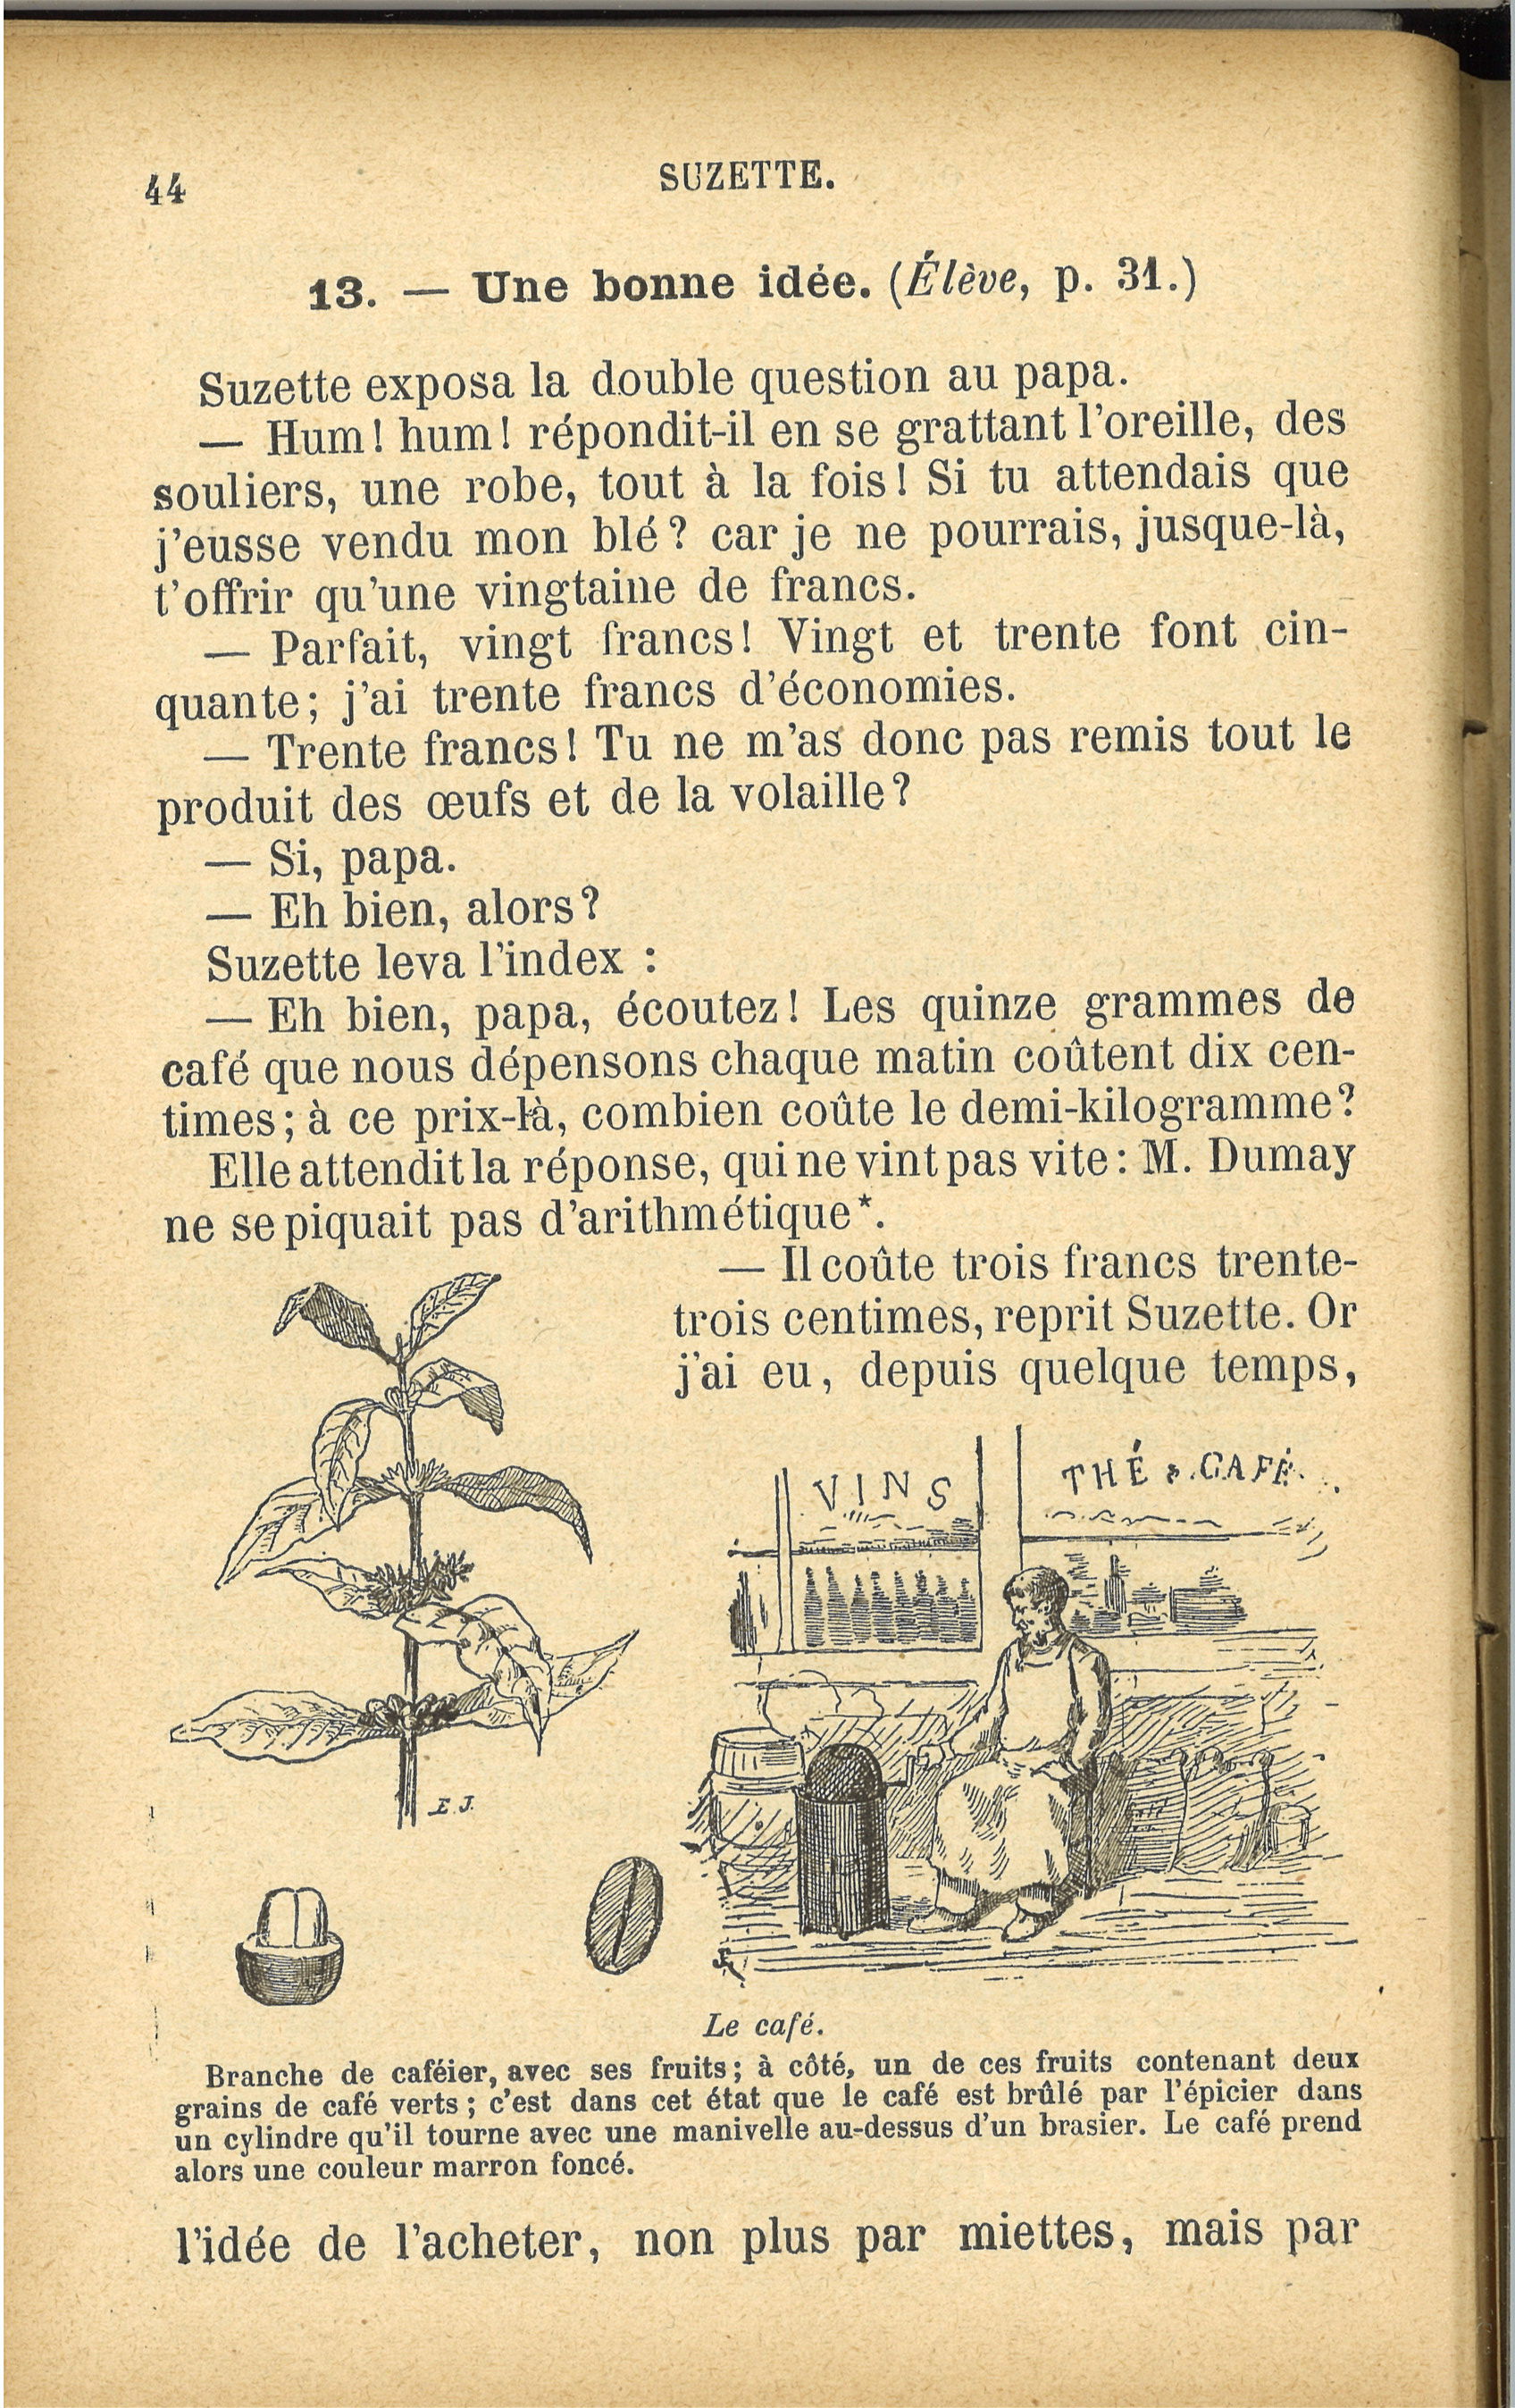 44
SUZETTE.
13. — Une bonne idée. (Élève, p. 31.)
Suzette exposa la double question au papa.
— Hum! hum! répondit-il en se grattant l'oreille, des
souliers, une robe, tout à la fois! Si tu attendais que
j'eusse vendu mon blé? car je ne pourrais, jusque-là,
t'offrir qu'une vingtaine de francs.
— Parfait, vingt francs! Vingt et trente font cin-
quante; j'ai trente francs d'économies.
— Trente francs! Tu ne m'as donc pas remis tout le
produit des œufs et de la volaille?
— Si, papa.
— Eh bien, alors?
Suzette leva l'index :
— Eh bien, papa, écoutez! Les quinze grammes de
café que nous dépensons chaque matin coûtent dix cen-
times; à ce prix-là, combien coûte le demi-kilogramme?
Elle attendit la réponse, qui ne vint pas vite: M. Dumay
ne se piquait pas d'arithmétique*.
— Il coûte trois francs trente-
trois centimes, reprit Suzette. Or
j'ai eu, depuis quelque temps,
VINS
THÉ & CAFÉ.
E.J.
Le café.
Branche de caféier, avec ses fruits; à côté, un de ces fruits contenant deux
grains de café verts; c'est dans cet état que le café est brûlé par l'épicier dans
un cylindre qu'il tourne avec une manivelle au-dessus d'un brasier. Le café prend
alors une couleur marron foncé.
l'idée de l'acheter, non plus par miettes, mais par